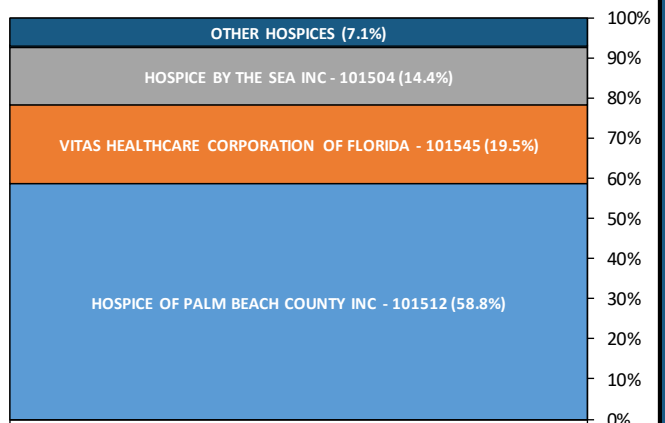 100%
OTHER HOSPICES (7.1%)
90%
HOSPICE BY THE SEA INC - 101504 (14.4%)
80%
70%
VITAS HEALTHCARE CORPORATION OF FLORIDA - 101545 (19.5%)
60%
50%
40%
HOSPICE OF PALM BEACH COUNTY INC - 101512 (58.8%)
30%
20%
10%
0%